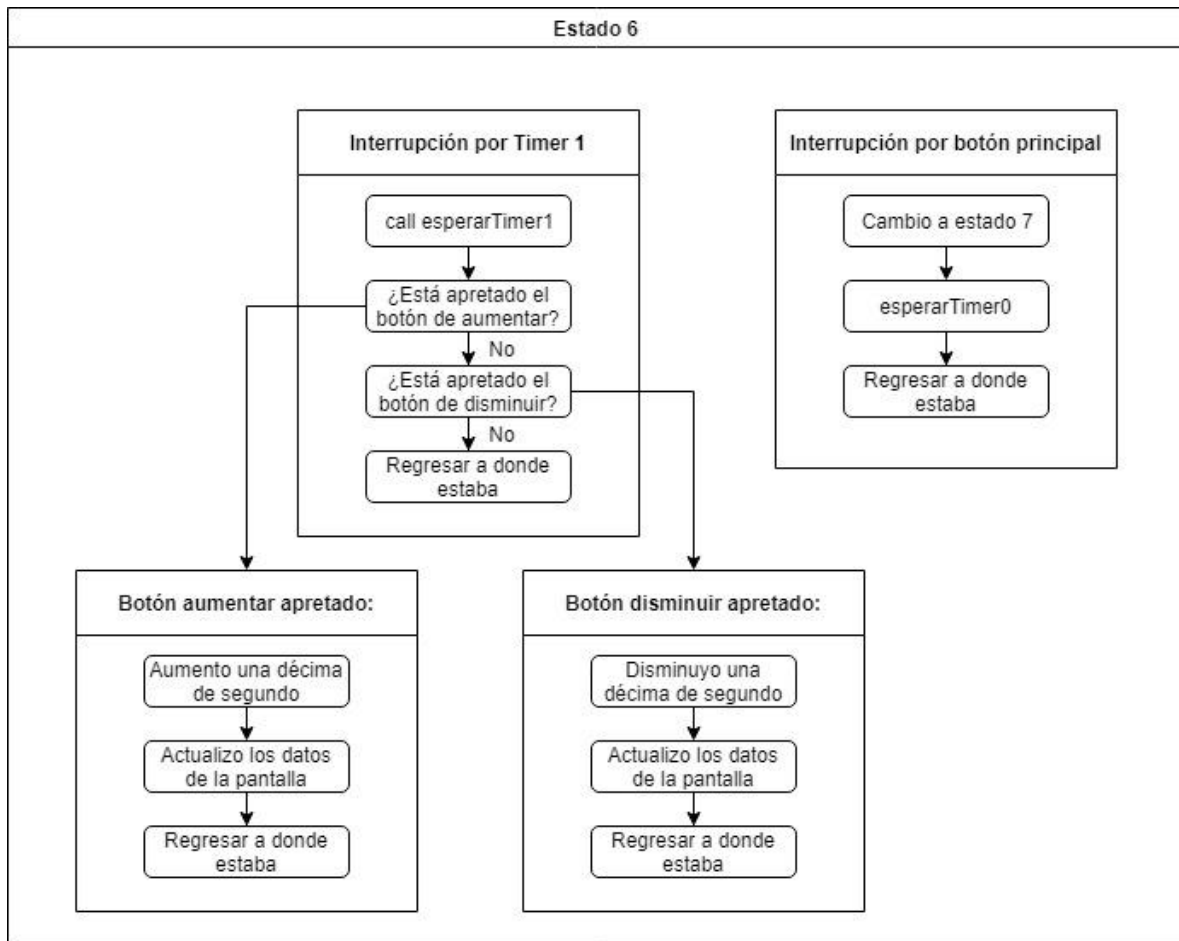 Estado 6
Interrupción por Timer 1
call esperarTimer1
¿Está apretado el
botón de aumentar?
No
¿Está apretado el
botón de disminuir?
No
Regresar a donde
estaba
Interrupción por botón principal
Cambio a estado 7
esperarTimer0
Regresar a donde
estaba
Botón aumentar apretado:
Aumento una décima
de segundo
Actualizo los datos
de la pantalla
Regresar a donde
estaba
Botón disminuir apretado:
Disminuyo una
décima de segundo
Actualizo los datos
de la pantalla
Regresar a donde
estaba